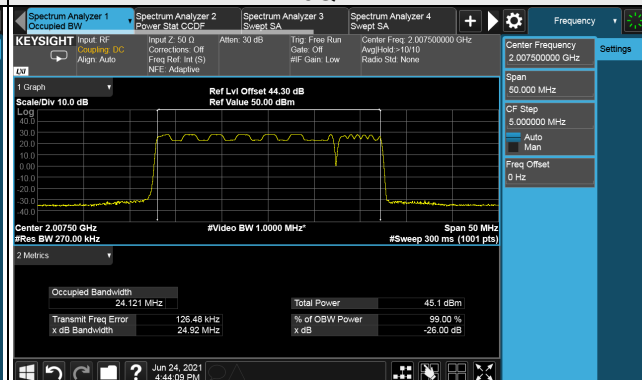 Spectrum Analyzer 1
Occupied BW
Spectrum Analyzer 2
Power Stat CCDF
Spectrum Analyzer 3
Swept SA
Spectrum Analyzer 4
Swept SA
Frequency
KEYSIGHT
LXI
Input: RF
Coupling: DC
Align: Auto
Input Z: 50 Ω
Corrections: Off
Freq Ref: Int (S)
NFE: Adaptive
Atten: 30 dB
Trig: Free Run
Gate: Off
#IF Gain: Low
Center Freq: 2.007500000 GHz
Avg|Hold:>10/10
Radio Std: None
Center Frequency
2.007500000 GHz
Settings
Span
50.000 MHz
CF Step
5.000000 MHz
Auto
Man
Freq Offset
0 Hz
1 Graph
Scale/Div 10.0 dB
Ref Lvl Offset 44.30 dB
Ref Value 50.00 dBm
Log
40.0
30.0
20.0
10.0
0.00
-10.0
-20.0
-30.0
-40.0
Center 2.00750 GHz
#Video BW 1.0000 MHz*
Span 50 MHz
#Res BW 270.00 kHz
#Sweep 300 ms (1001 pts)
2 Metrics
Occupied Bandwidth
24.121 MHz
Total Power 45.1 dBm
Transmit Freq Error 126.48 kHz
% of OBW Power 99.00 %
x dB Bandwidth 24.92 MHz
x dB -26.00 dB
?
Jun 24, 2021
4:44:09 PM